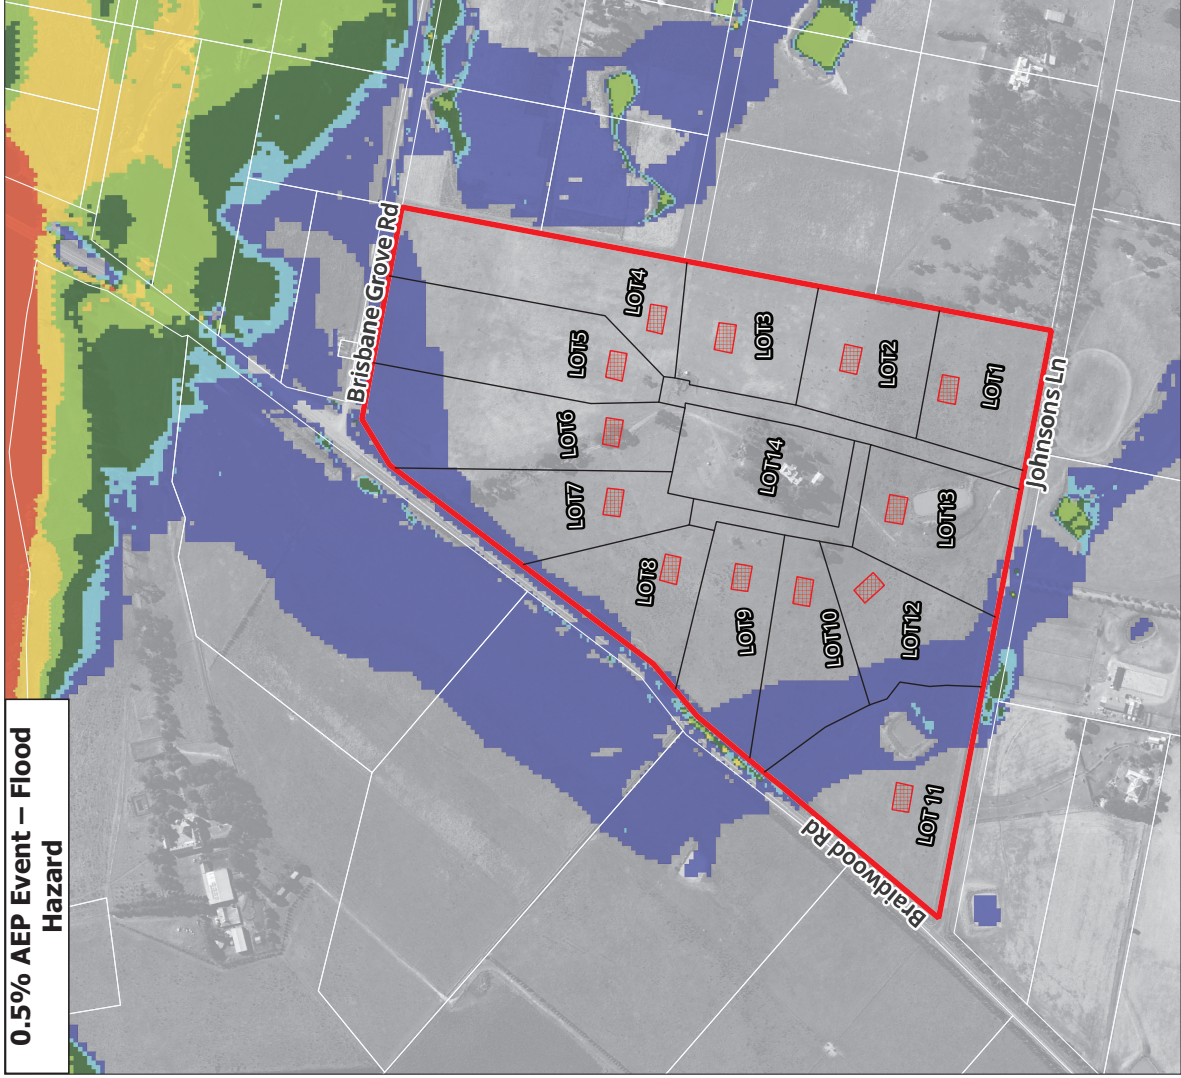 0.5% AEP Event – Flood
Hazard
Brisbane Grove Rd
LOT4
LOT5
LOT3
LOT6
LOT2
LOT1
LOT7
LOT14
Johnsons Ln
LOT13
LOT8
LOT9
LOT10
LOT12
LOT 11
Braidwood Rd